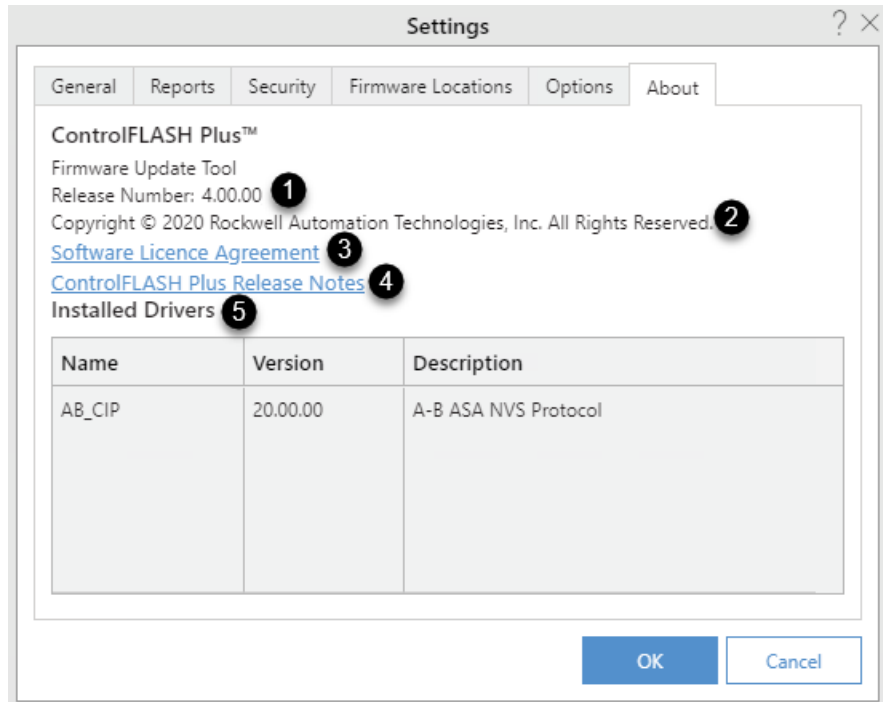 Settings
General Reports Security Firmware Locations Options About
ControlFLASH Plus™
Firmware Update Tool
Release Number: 4.00.00 1
Copyright © 2020 Rockwell Automation Technologies, Inc. All Rights Reserved. 2
Software Licence Agreement 3
ControlFLASH Plus Release Notes 4
Installed Drivers 5
Name Version Description
AB_CIP 20.00.00 A-B ASA NVS Protocol
OK Cancel